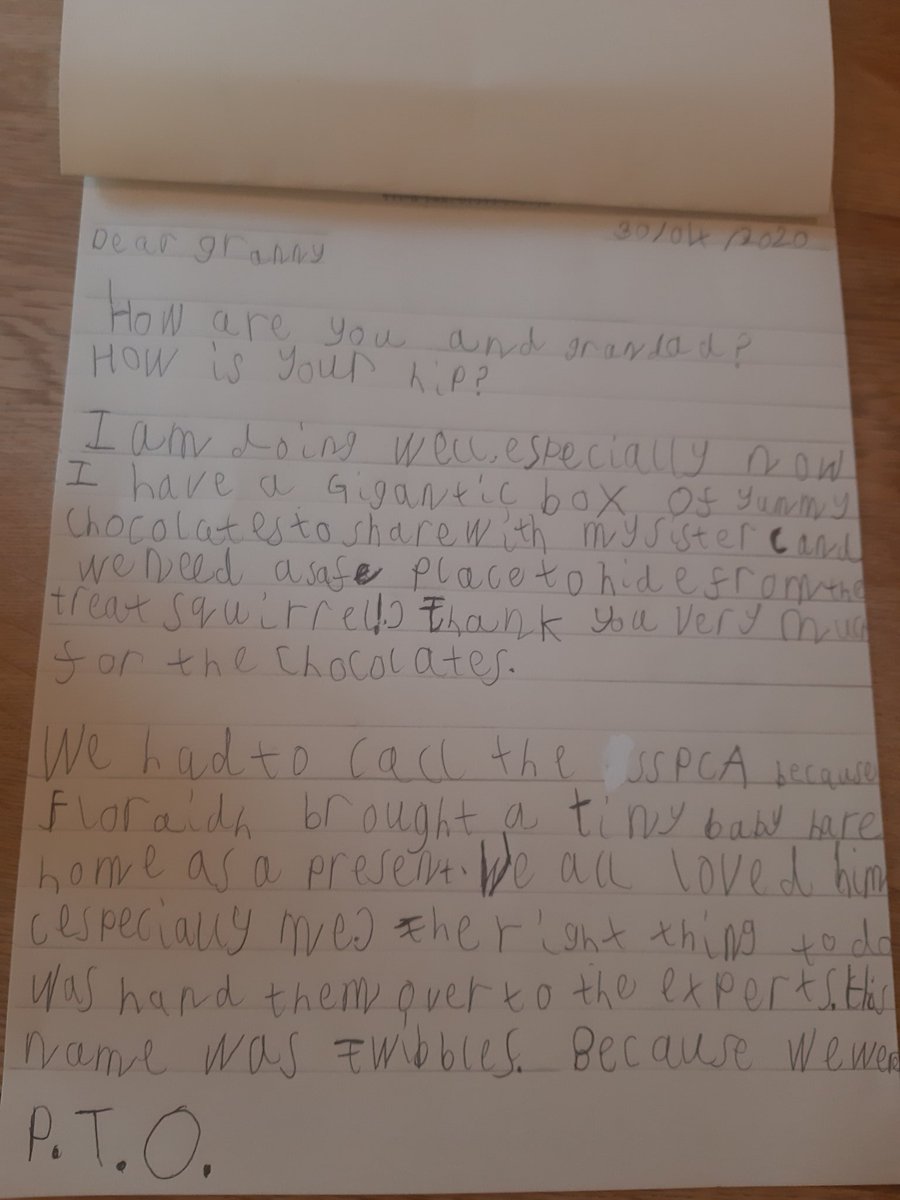 30/04/2020
Dear granny
How are you and grandad?
How is your hip?
I am doing well, especially now
I have a Gigantic box of yummy
chocolates to share with my sister (and
we need a safe place to hide from the
treat squirrel!) Thank you very muc
for the chocolates.
We had to call the SSPCA because
Floraidh brought a tiny baby hare
home as a present. We all loved him
(especially me) The right thing to do
was hand them over to the experts. His
name was Twibbles. Because we wer
P.T.O.